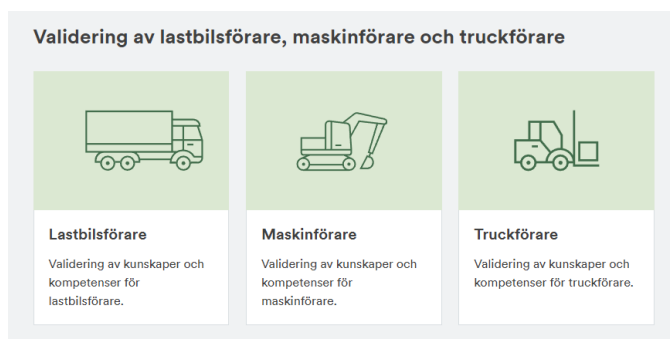 Validering av lastbilsförare, maskinförare och truckförare
Lastbilsförare
Validering av kunskaper och
kompetenser för
lastbilsförare.
Maskinförare
Validering av kunskaper och
kompetenser för
maskinförare.
Truckförare
Validering av kunskaper och
kompetenser för truckförare.